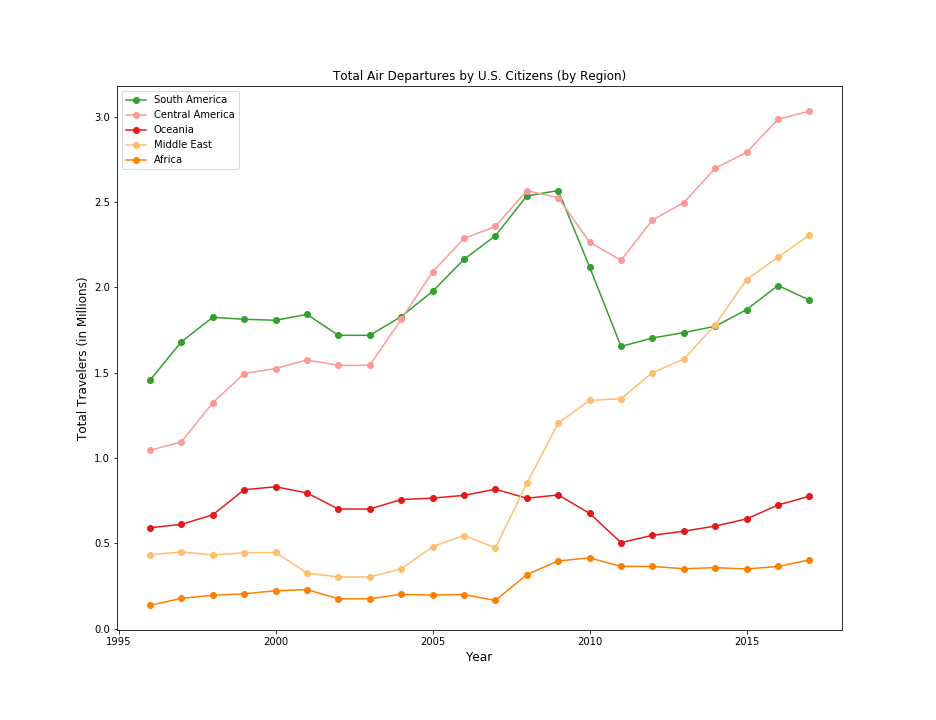 Total Air Departures by U.S. Citizens (by Region)
South America
Central America
Oceania
Middle East
Africa
3.0
2.5
2.0
1.5
1.0
0.5
0.0
Total Travelers (in Millions)
1995
2000
2005
2010
2015
Year